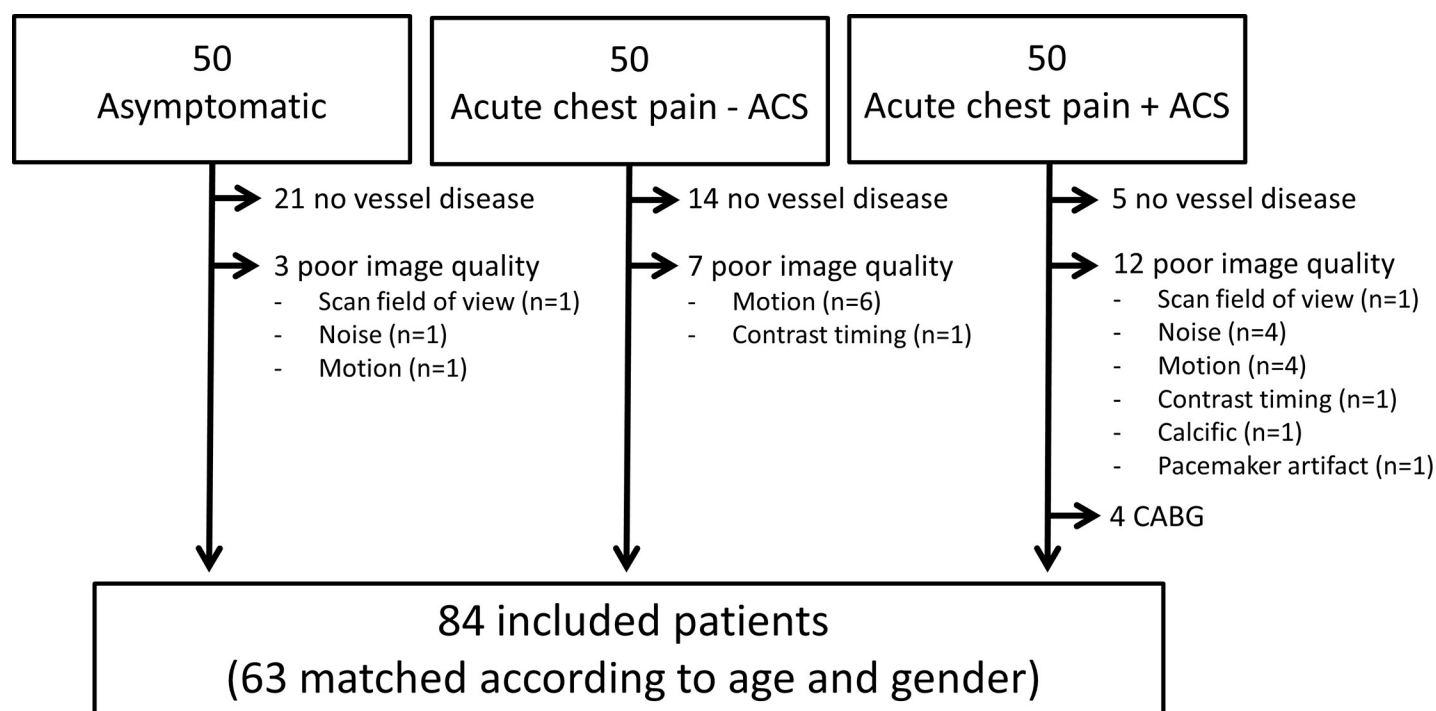 50
Asymptomatic
50
Acute chest pain - ACS
50
Acute chest pain + ACS
21 no vessel disease
3 poor image quality
- Scan field of view (n=1)
- Noise (n=1)
- Motion (n=1)
14 no vessel disease
7 poor image quality
- Motion (n=6)
- Contrast timing (n=1)
5 no vessel disease
12 poor image quality
- Scan field of view (n=1)
- Noise (n=4)
- Motion (n=4)
- Contrast timing (n=1)
- Calcific (n=1)
- Pacemaker artifact (n=1)
4 CABG
84 included patients
(63 matched according to age and gender)